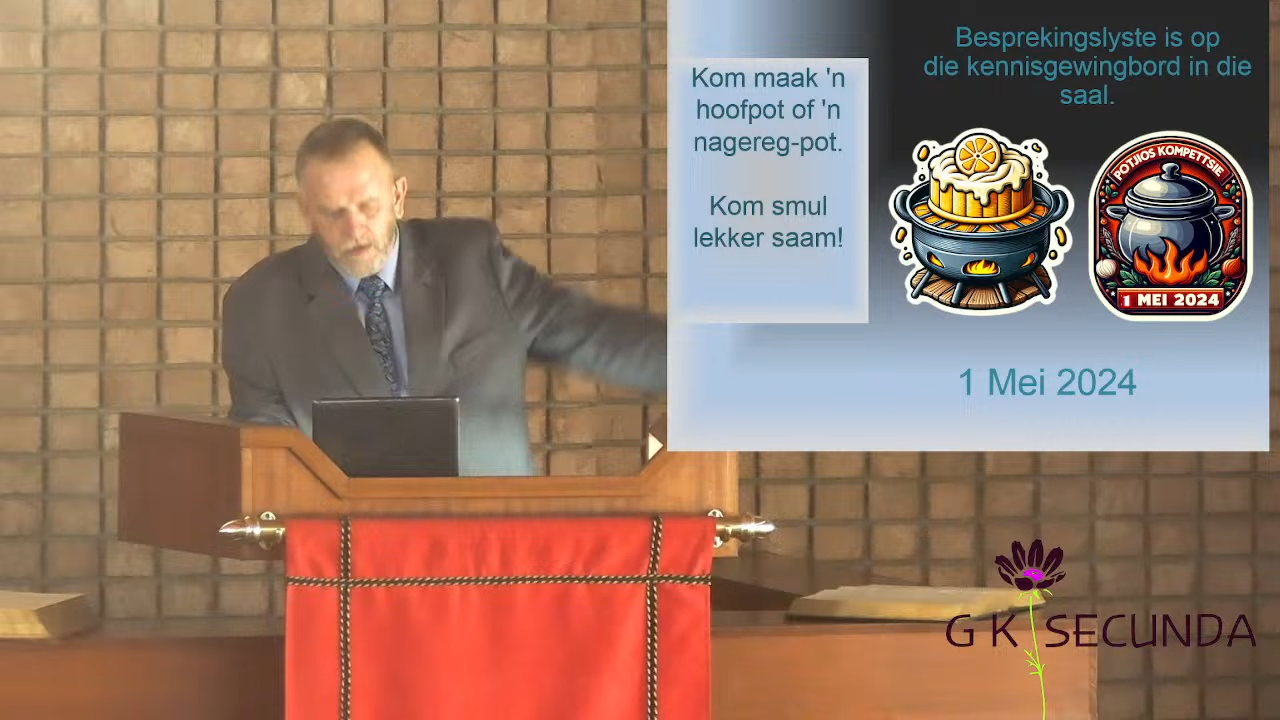 Kom maak 'n
hoofpot of 'n
nagereg-pot.
Kom smul
lekker saam!
Besprekingslyste is op
die kennisgewingbord in die
saal.
POTJIOS KOMPETTSIE
1 MEI 2024
1 Mei 2024
G K SECUNDA